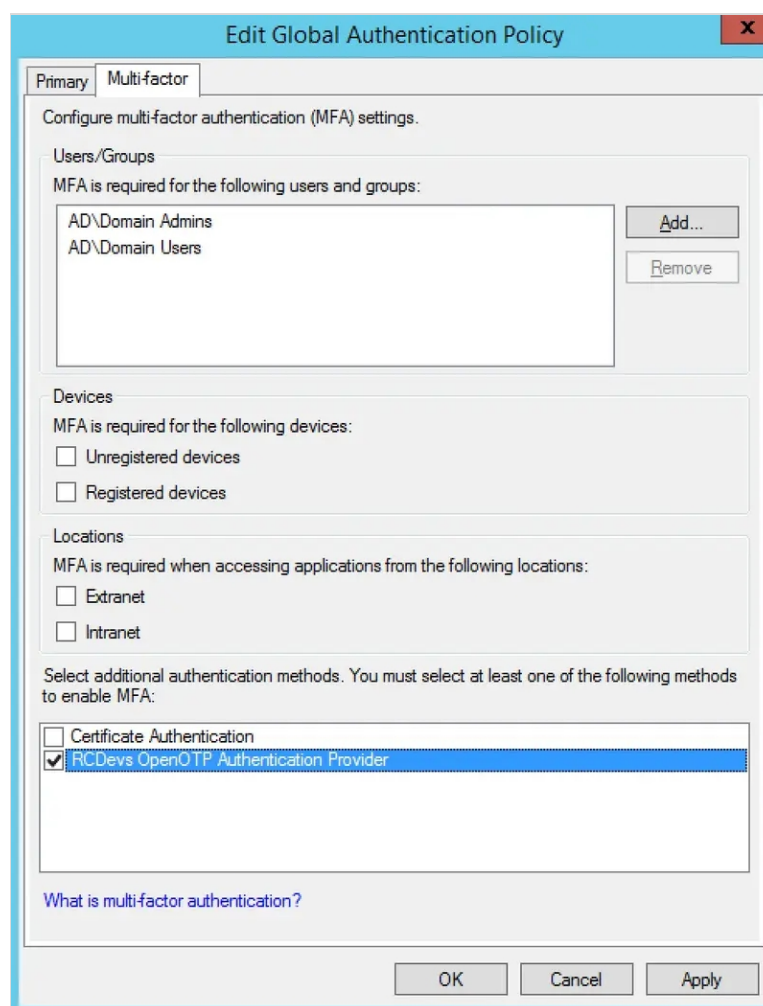 Edit Global Authentication Policy
x
Primary
Multi-factor
Configure multi-factor authentication (MFA) settings.
Users/Groups
MFA is required for the following users and groups:
AD\Domain Admins
AD\Domain Users
Add...
Remove
Devices
MFA is required for the following devices:
Unregistered devices
Registered devices
Locations
MFA is required when accessing applications from the following locations:
Extranet
Intranet
Select additional authentication methods. You must select at least one of the following methods
to enable MFA:
Certificate Authentication
RCDevs OpenOTP Authentication Provider
What is multi-factor authentication?
OK
Cancel
Apply